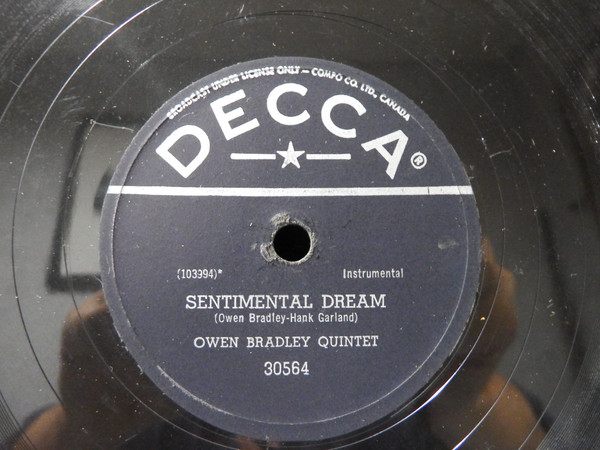 BROADCAST UNDER LICENSE ONLY — COMPO CO. LTD., CANADA
DECCA®
(103994)* Instrumental
SENTIMENTAL DREAM
(Owen Bradley-Hank Garland)
OWEN BRADLEY QUINTET
30564